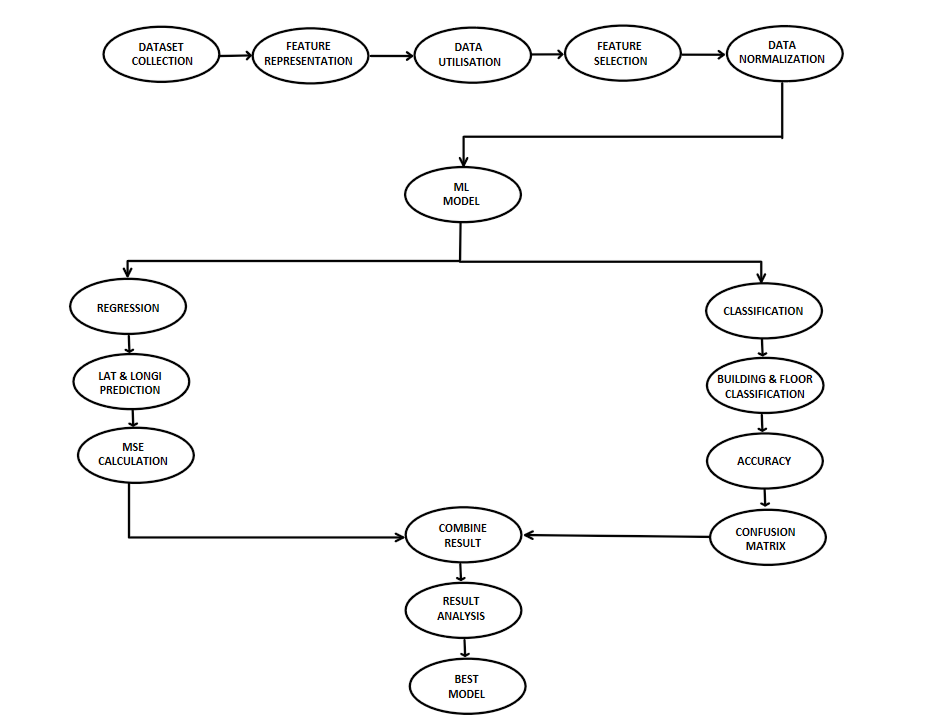 DATASET
COLLECTION
FEATURE
REPRESENTATION
DATA
UTILISATION
FEATURE
SELECTION
DATA
NORMALIZATION
ML
MODEL
REGRESSION
CLASSIFICATION
LAT & LONGI
PREDICTION
BUILDING & FLOOR
CLASSIFICATION
MSE
CALCULATION
ACCURACY
COMBINE
RESULT
CONFUSION
MATRIX
RESULT
ANALYSIS
BEST
MODEL